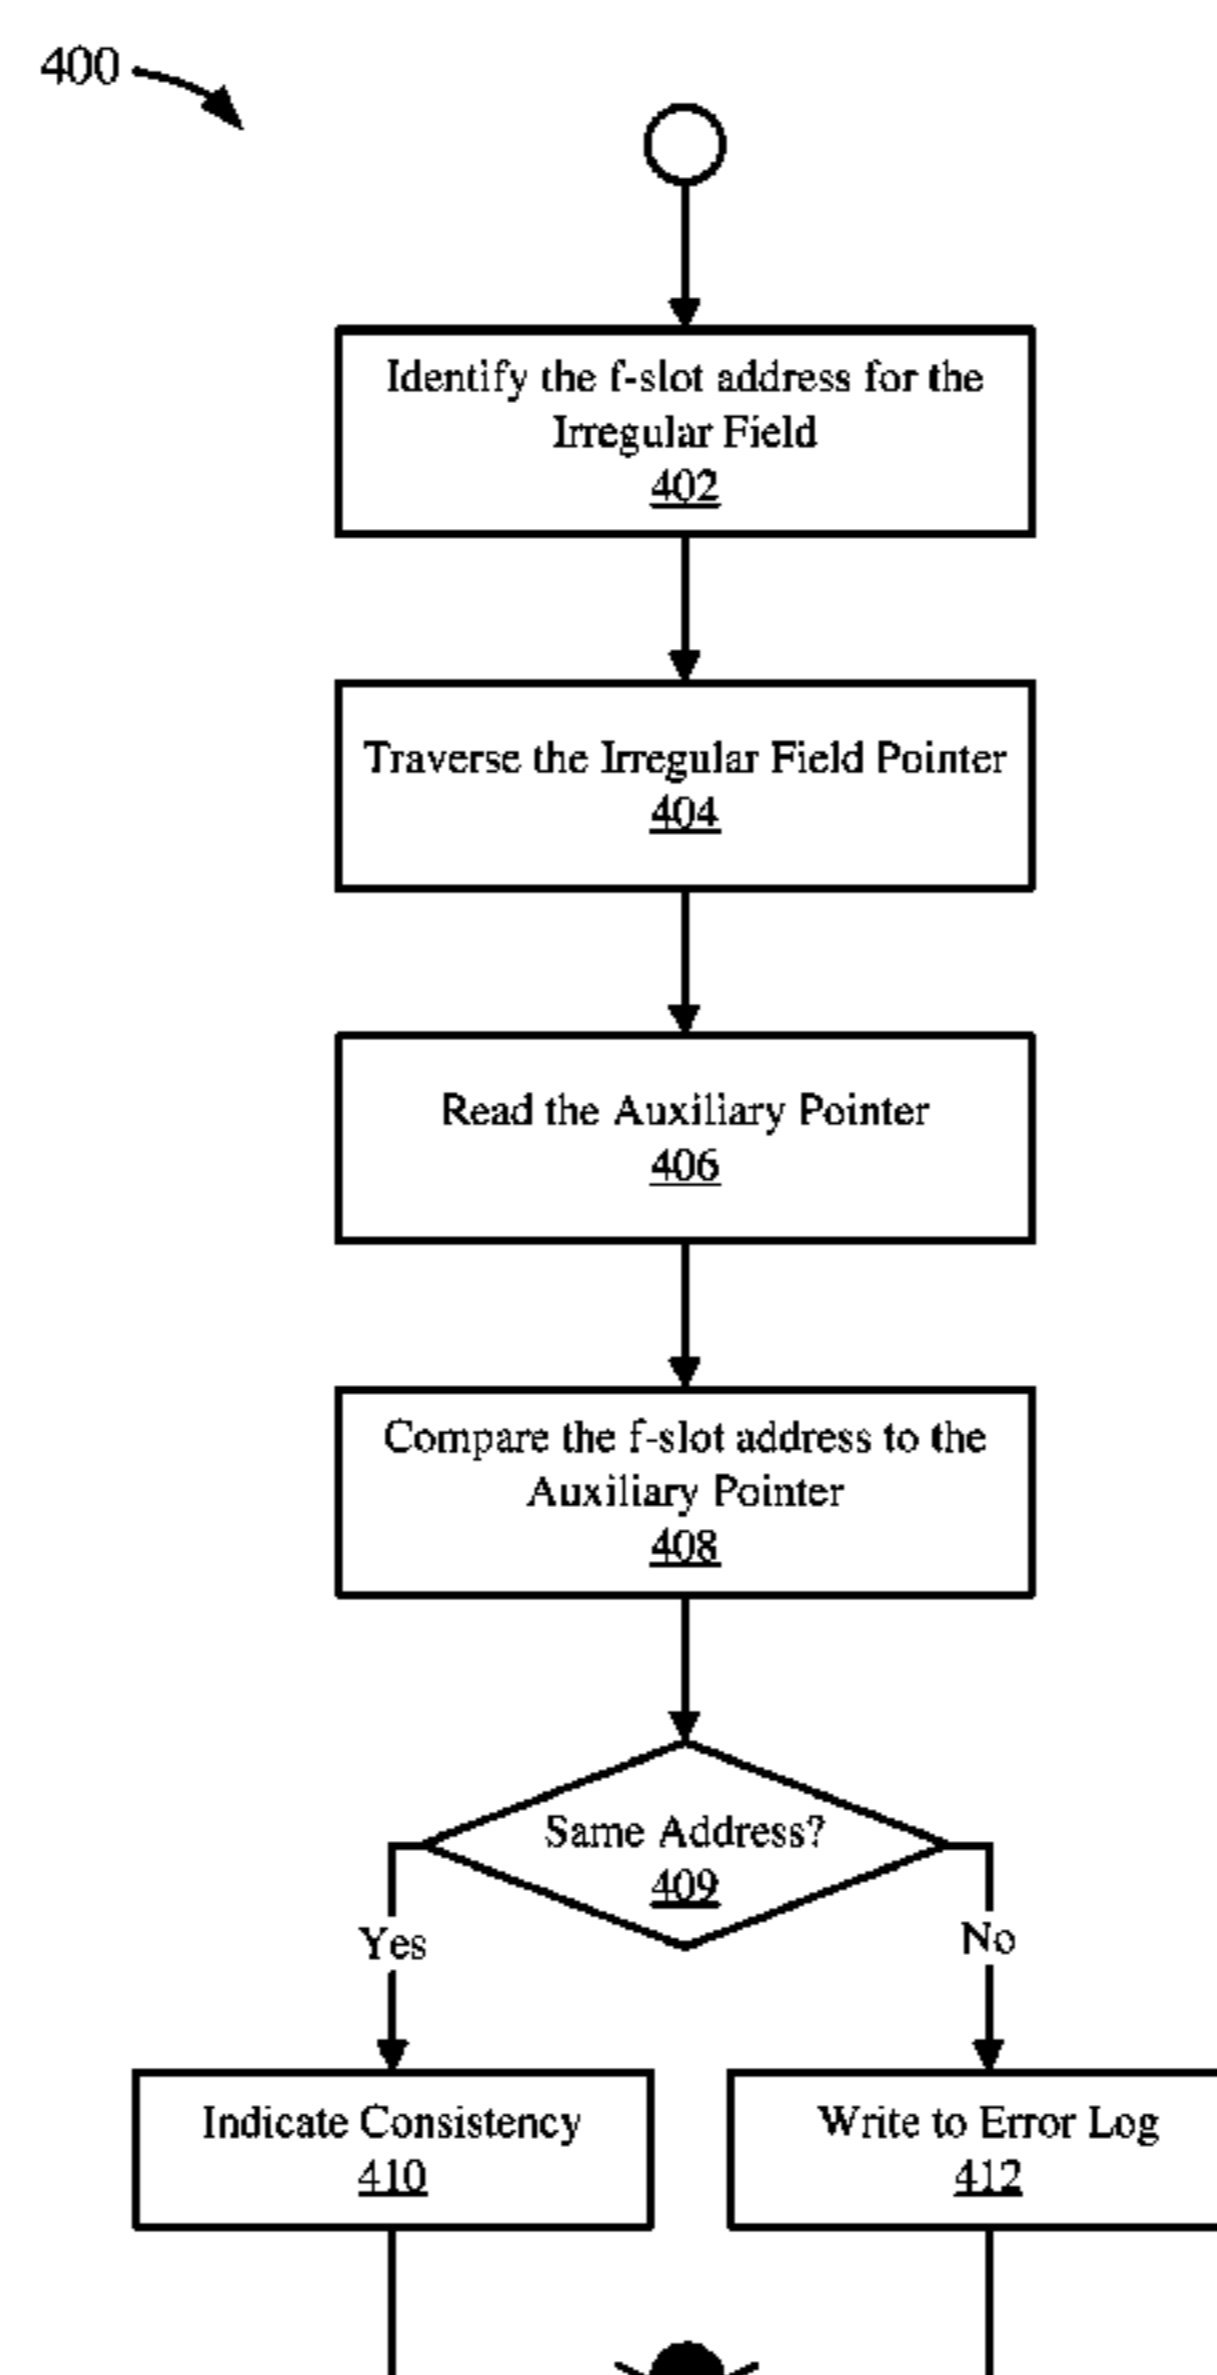 400
Identify the f-slot address for the
Irregular Field
402
Traverse the Irregular Field Pointer
404
Read the Auxiliary Pointer
406
Compare the f-slot address to the
Auxiliary Pointer
408
Same Address?
409
Yes
No
Indicate Consistency
410
Write to Error Log
412